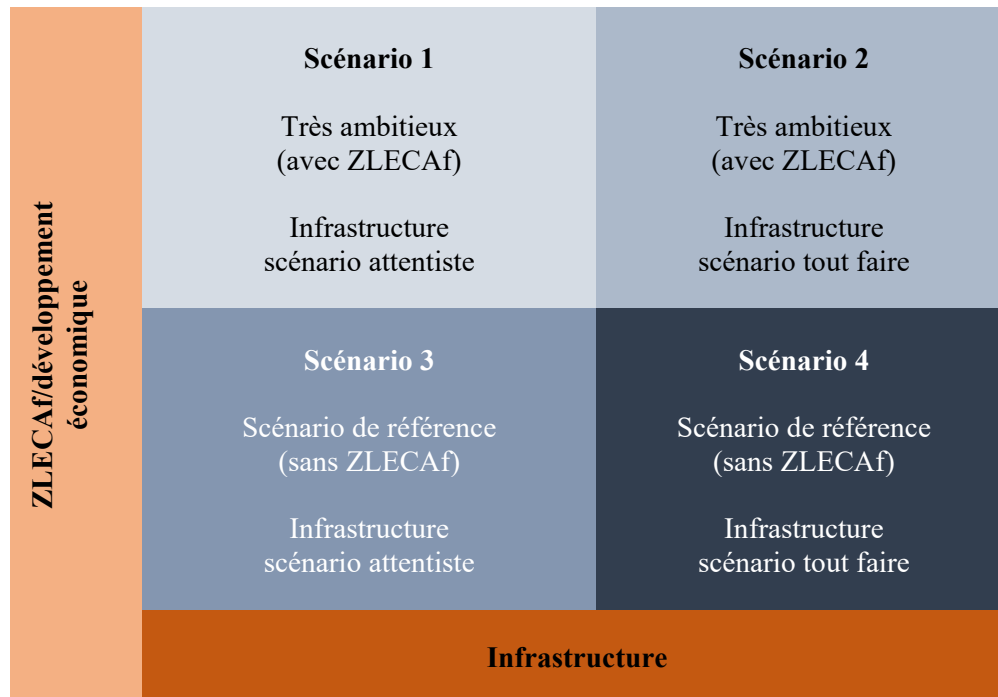 ZLECAf/développement
économique
Scénario 1
Très ambitieux
(avec ZLECAf)
Infrastructure
scénario attentiste
Scénario 2
Très ambitieux
(avec ZLECAf)
Infrastructure
scénario tout faire
Scénario 3
Scénario de référence
(sans ZLECAf)
Infrastructure
scénario attentiste
Scénario 4
Scénario de référence
(sans ZLECAf)
Infrastructure
scénario tout faire
Infrastructure